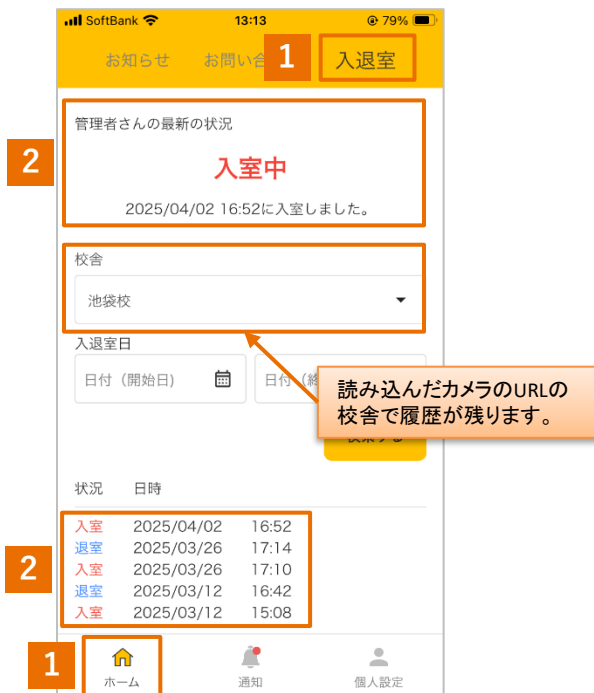 SoftBank 13:13 79%
お知らせ お問い合 1 入退室
管理者さんの最新の状況
2
入室中
2025/04/02 16:52に入室しました。
校舎
池袋校
入退室日
日付（開始日） 日付（終
読み込んだカメラのURLの
校舎で履歴が残ります。
状況 日時
入室 2025/04/02 16:52
退室 2025/03/26 17:14
入室 2025/03/26 17:10
2
退室 2025/03/12 16:42
入室 2025/03/12 15:08
1
ホーム 通知 個人設定